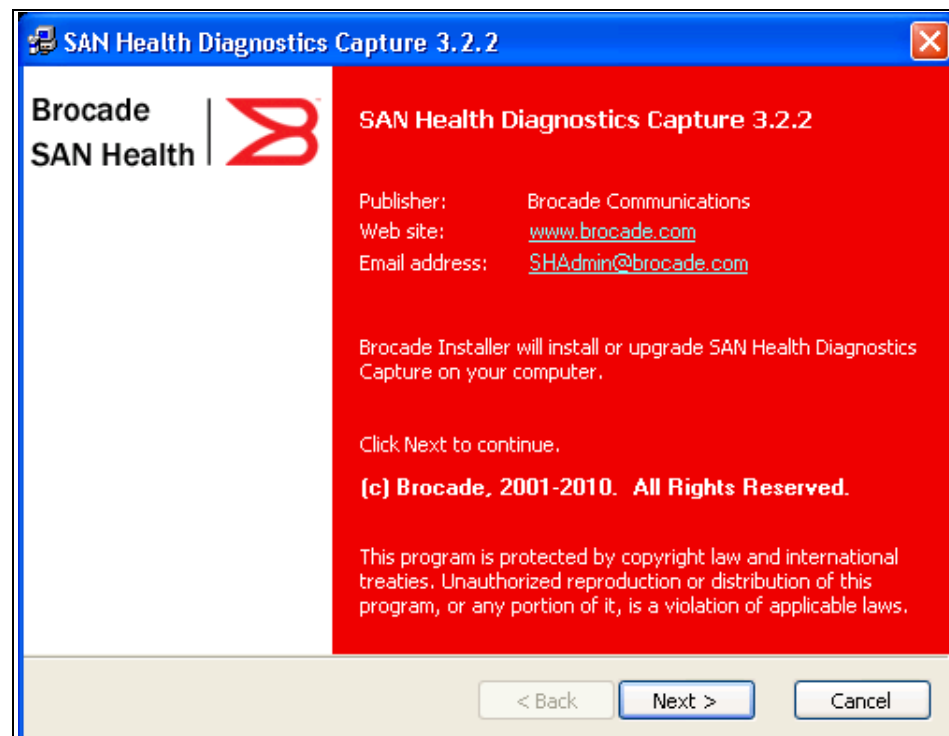 SAN Health Diagnostics Capture 3.2.2
Brocade
SAN Health
SAN Health Diagnostics Capture 3.2.2
Publisher: Brocade Communications
Web site: www.brocade.com
Email address: SHAdmin@brocade.com
Brocade Installer will install or upgrade SAN Health Diagnostics
Capture on your computer.
Click Next to continue.
(c) Brocade, 2001-2010. All Rights Reserved.
This program is protected by copyright law and international
treaties. Unauthorized reproduction or distribution of this
program, or any portion of it, is a violation of applicable laws.
< Back Next > Cancel